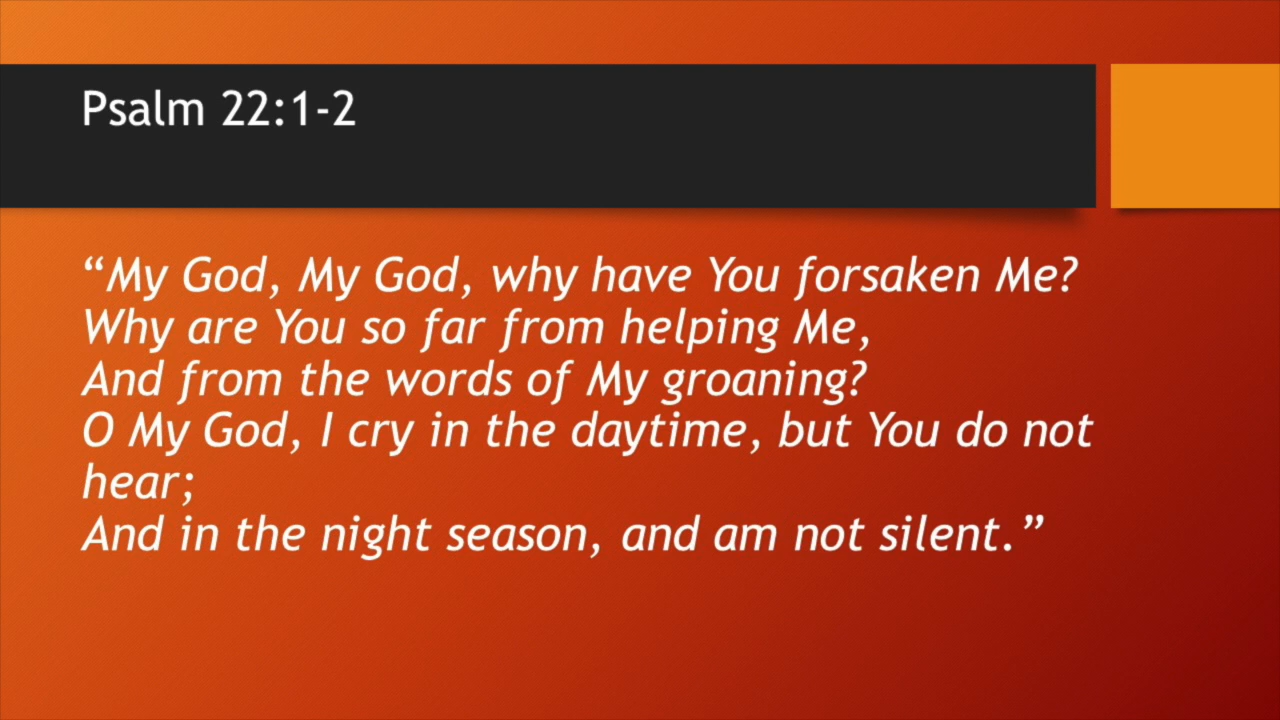 Psalm 22:1-2
“My God, My God, why have You forsaken Me?
Why are You so far from helping Me,
And from the words of My groaning?
O My God, I cry in the daytime, but You do not
hear;
And in the night season, and am not silent.”